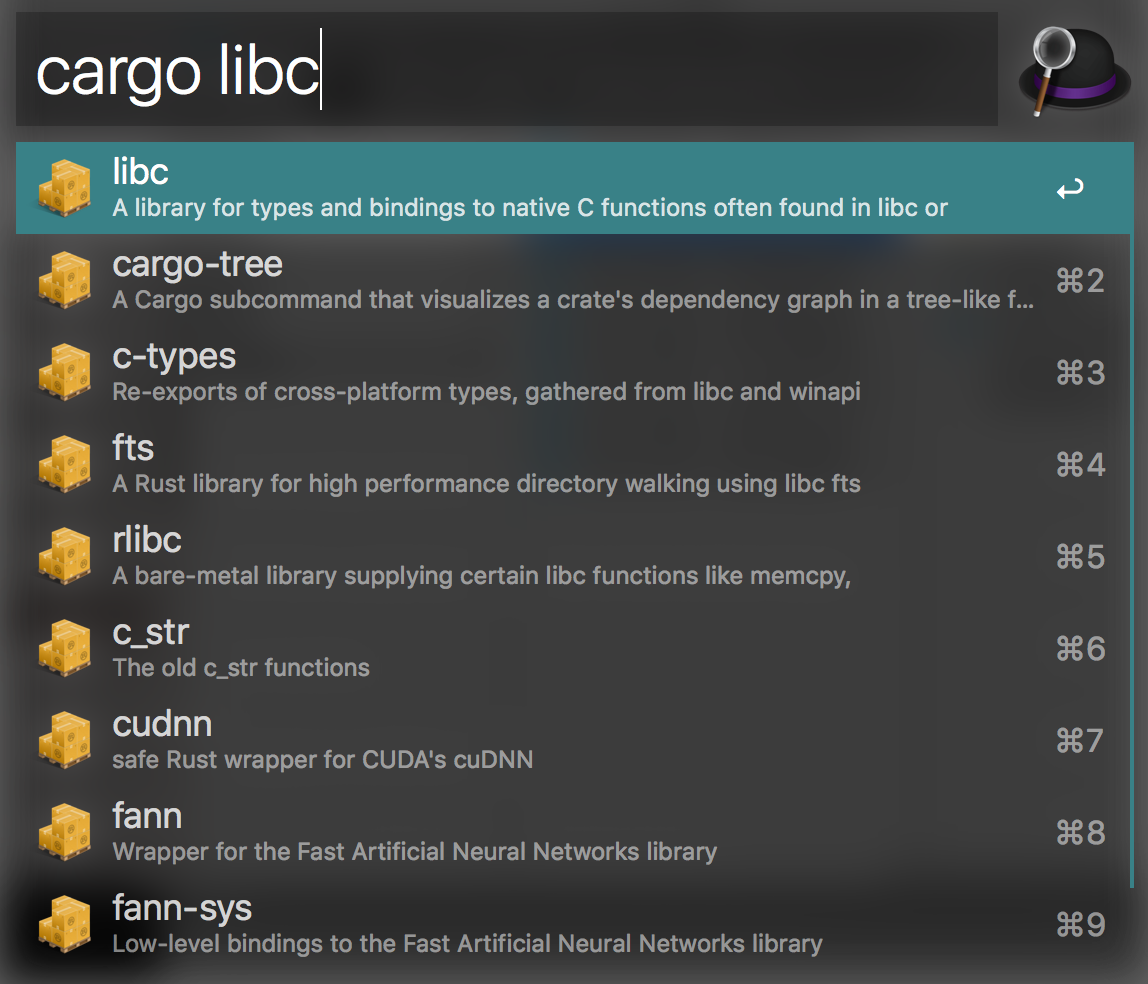 cargo libc
libc
A library for types and bindings to native C functions often found in libc or
↩
cargo-tree
A Cargo subcommand that visualizes a crate's dependency graph in a tree-like f...
⌘2
c-types
Re-exports of cross-platform types, gathered from libc and winapi
⌘3
fts
A Rust library for high performance directory walking using libc fts
⌘4
rlibc
A bare-metal library supplying certain libc functions like memcpy,
⌘5
c_str
The old c_str functions
⌘6
cudnn
safe Rust wrapper for CUDA's cuDNN
⌘7
fann
Wrapper for the Fast Artificial Neural Networks library
⌘8
fann-sys
Low-level bindings to the Fast Artificial Neural Networks library
⌘9